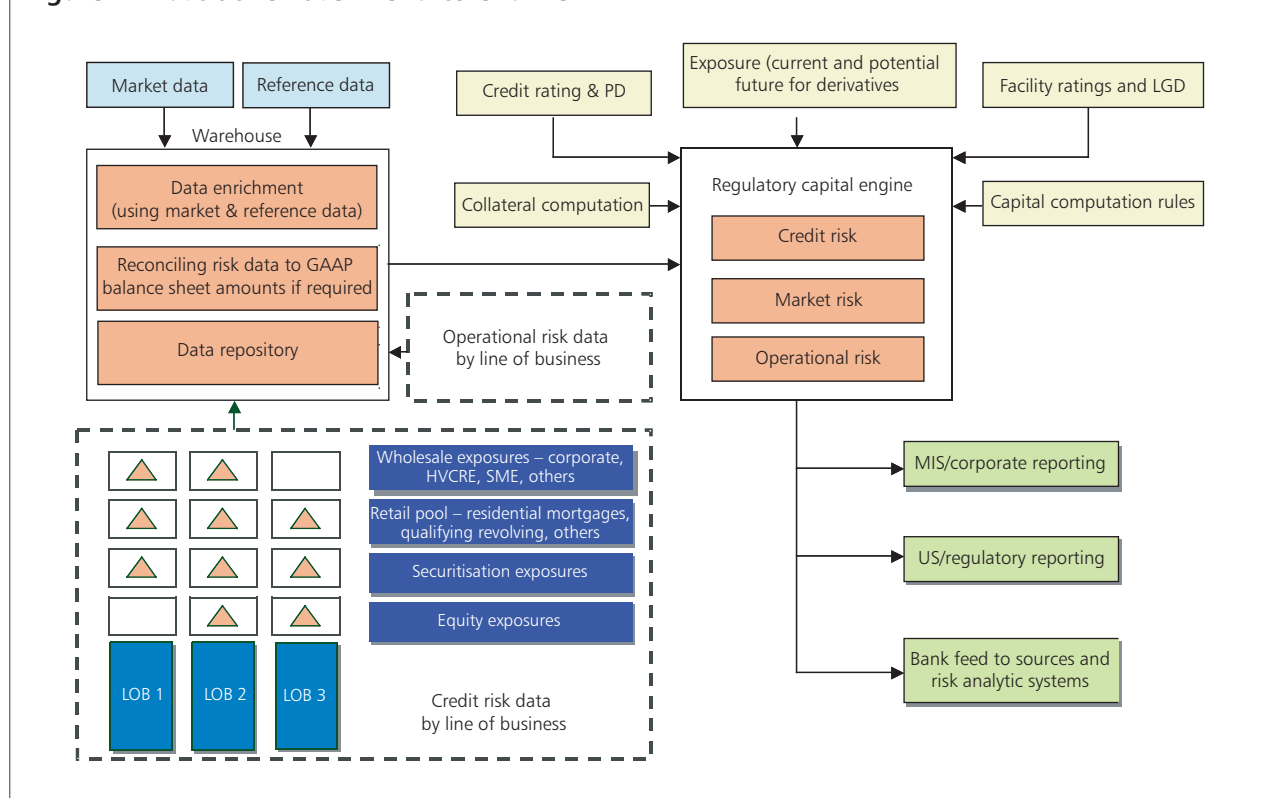 Market data
Reference data
Credit rating & PD
Exposure (current and potential
future for derivatives
Facility ratings and LGD
Warehouse
Data enrichment
(using market & reference data)
Reconciling risk data to GAAP
balance sheet amounts if required
Data repository
Operational risk data
by line of business
Collateral computation
Capital computation rules
Regulatory capital engine
Credit risk
Market risk
Operational risk
Wholesale exposures – corporate,
HVCRE, SME, others
Retail pool – residential mortgages,
qualifying revolving, others
Securitisation exposures
Equity exposures
LOB 1
LOB 2
LOB 3
Credit risk data
by line of business
MIS/corporate reporting
US/regulatory reporting
Bank feed to sources and
risk analytic systems